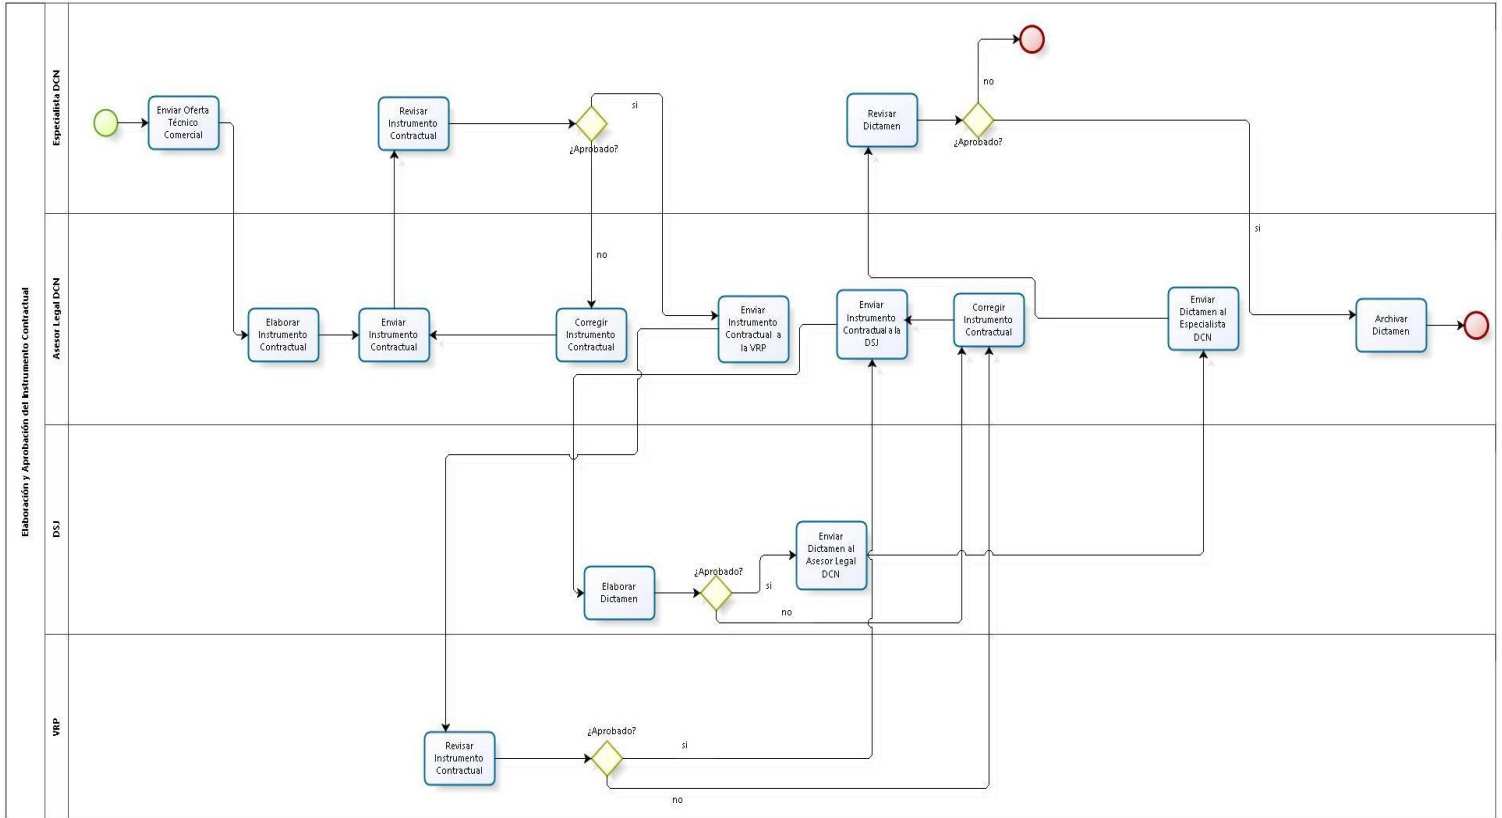 Elaboración y Aprobación del Instrumento Contractual
Especialista DCN
Enviar Oferta
Técnico
Comercial
Revisar
Instrumento
Contractual
si
¿Aprobado?
no
Revisar
Dictamen
¿Aprobado?
no
si
Asesor Legal DCN
Elaborar
Instrumento
Contractual
Enviar
Instrumento
Contractual
Corregir
Instrumento
Contractual
Enviar
Instrumento
Contractual a
la VRP
Enviar
Instrumento
Contractual a la
DSJ
Corregir
Instrumento
Contractual
Enviar
Dictamen al
Especialista
DCN
Archivar
Dictamen
DSJ
Elaborar
Dictamen
¿Aprobado?
si
no
Enviar
Dictamen al
Asesor Legal
DCN
VRP
Revisar
Instrumento
Contractual
¿Aprobado?
si
no